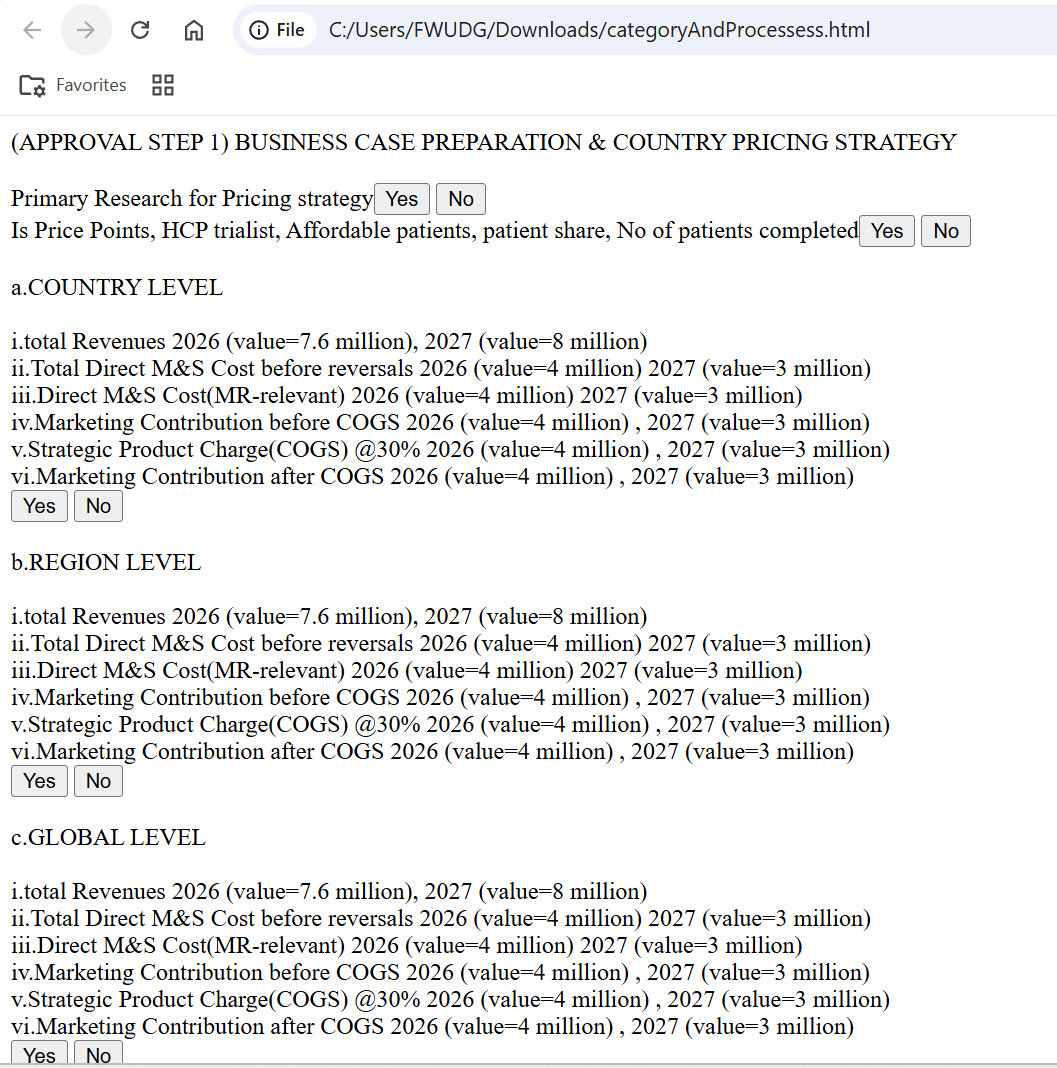 File C:/Users/FWUDG/Downloads/categoryAndProcessess.html
Favorites
(APPROVAL STEP 1) BUSINESS CASE PREPARATION & COUNTRY PRICING STRATEGY
Primary Research for Pricing strategy Yes No
Is Price Points, HCP trialist, Affordable patients, patient share, No of patients completed Yes No
a.COUNTRY LEVEL
i.total Revenues 2026 (value=7.6 million), 2027 (value=8 million)
ii.Total Direct M&S Cost before reversals 2026 (value=4 million) 2027 (value=3 million)
iii.Direct M&S Cost(MR-relevant) 2026 (value=4 million) 2027 (value=3 million)
iv.Marketing Contribution before COGS 2026 (value=4 million) , 2027 (value=3 million)
v.Strategic Product Charge(COGS) @30% 2026 (value=4 million) , 2027 (value=3 million)
vi.Marketing Contribution after COGS 2026 (value=4 million) , 2027 (value=3 million)
Yes No
b.REGION LEVEL
i.total Revenues 2026 (value=7.6 million), 2027 (value=8 million)
ii.Total Direct M&S Cost before reversals 2026 (value=4 million) 2027 (value=3 million)
iii.Direct M&S Cost(MR-relevant) 2026 (value=4 million) 2027 (value=3 million)
iv.Marketing Contribution before COGS 2026 (value=4 million) , 2027 (value=3 million)
v.Strategic Product Charge(COGS) @30% 2026 (value=4 million) , 2027 (value=3 million)
vi.Marketing Contribution after COGS 2026 (value=4 million) , 2027 (value=3 million)
Yes No
c.GLOBAL LEVEL
i.total Revenues 2026 (value=7.6 million), 2027 (value=8 million)
ii.Total Direct M&S Cost before reversals 2026 (value=4 million) 2027 (value=3 million)
iii.Direct M&S Cost(MR-relevant) 2026 (value=4 million) 2027 (value=3 million)
iv.Marketing Contribution before COGS 2026 (value=4 million) , 2027 (value=3 million)
v.Strategic Product Charge(COGS) @30% 2026 (value=4 million) , 2027 (value=3 million)
vi.Marketing Contribution after COGS 2026 (value=4 million) , 2027 (value=3 million)
Yes No